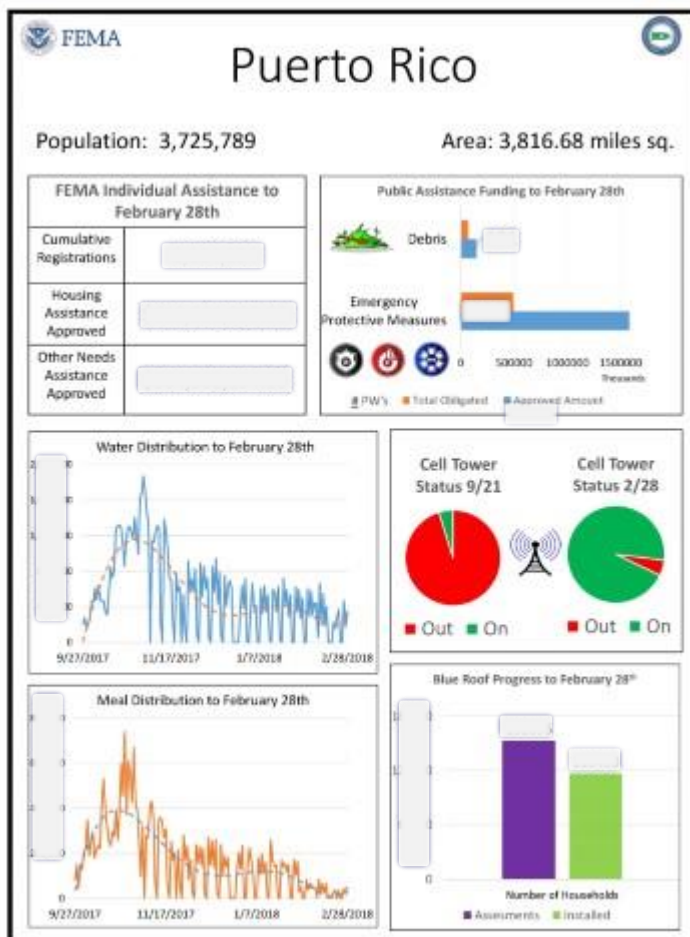 FEMA
Puerto Rico
Population: 3,725,789
Area: 3,816.68 miles sq.
FEMA Individual Assistance to
February 28th
Cumulative
Registrations
Housing
Assistance
Approved
Other Needs
Assistance
Approved
Public Assistance Funding to February 28th
Debris
Emergency
Protective Measures
0 500000 1000000 1500000
Thousands
# PW's Total Obligated Approved Amount
Water Distribution to February 28th
0
9/27/2017 11/17/2017 1/7/2018 2/28/2018
Cell Tower
Status 9/21
Out On
Cell Tower
Status 2/28
Out On
Meal Distribution to February 28th
0
9/27/2017 11/17/2017 1/7/2018 2/28/2018
Blue Roof Progress to February 28th
0
Number of Households
Assesments Installed